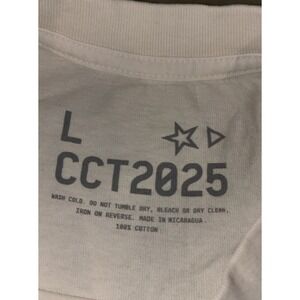 L
CCT2025
WASH COLD. DO NOT TUMBLE DRY, BLEACH OR DRY CLEAN.
IRON ON REVERSE. MADE IN NICARAGUA.
100% COTTON